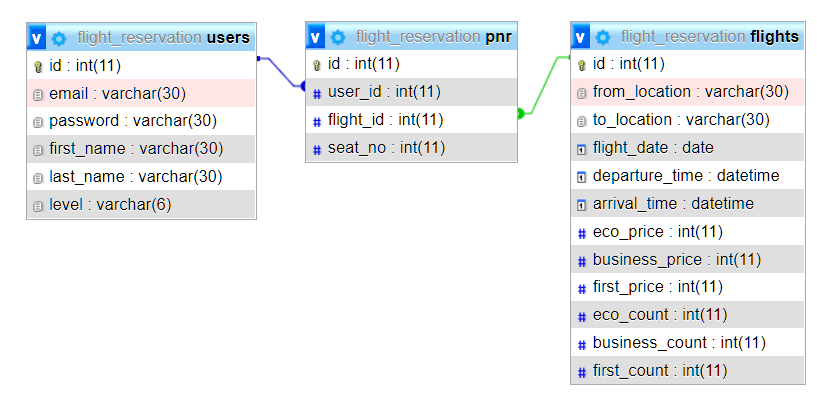 v flight_reservation users
id : int(11)
email : varchar(30)
password : varchar(30)
first_name : varchar(30)
last_name : varchar(30)
level : varchar(6)
v flight_reservation pnr
id : int(11)
# user_id : int(11)
# flight_id : int(11)
# seat_no : int(11)
v flight_reservation flights
id : int(11)
from_location : varchar(30)
to_location : varchar(30)
flight_date : date
departure_time : datetime
arrival_time : datetime
# eco_price : int(11)
# business_price : int(11)
# first_price : int(11)
# eco_count : int(11)
# business_count : int(11)
# first_count : int(11)